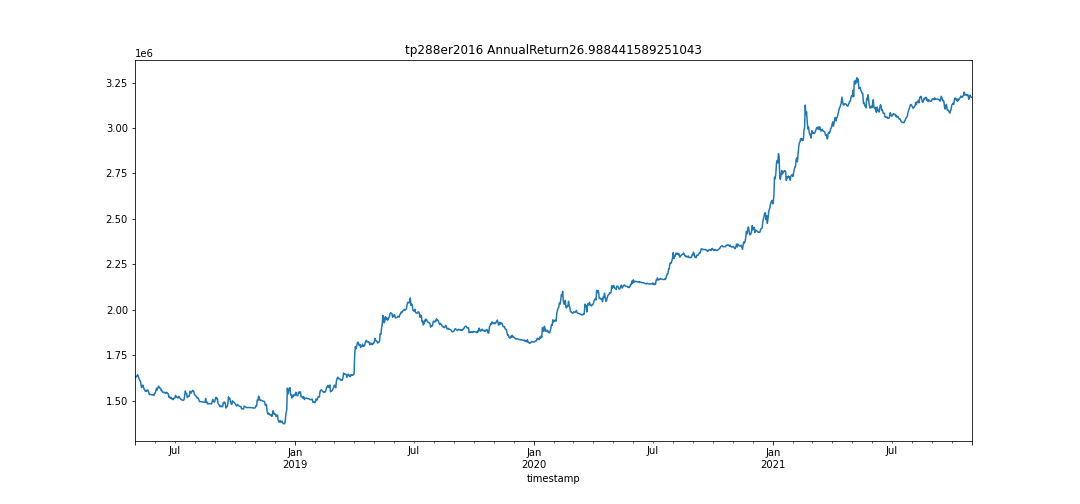 tp288er2016 AnnualReturn26.988441589251043
1e6
3.25
3.00
2.75
2.50
2.25
2.00
1.75
1.50
Jul Jan Jul Jan Jul Jan Jul
2019 2020 2021
timestamp